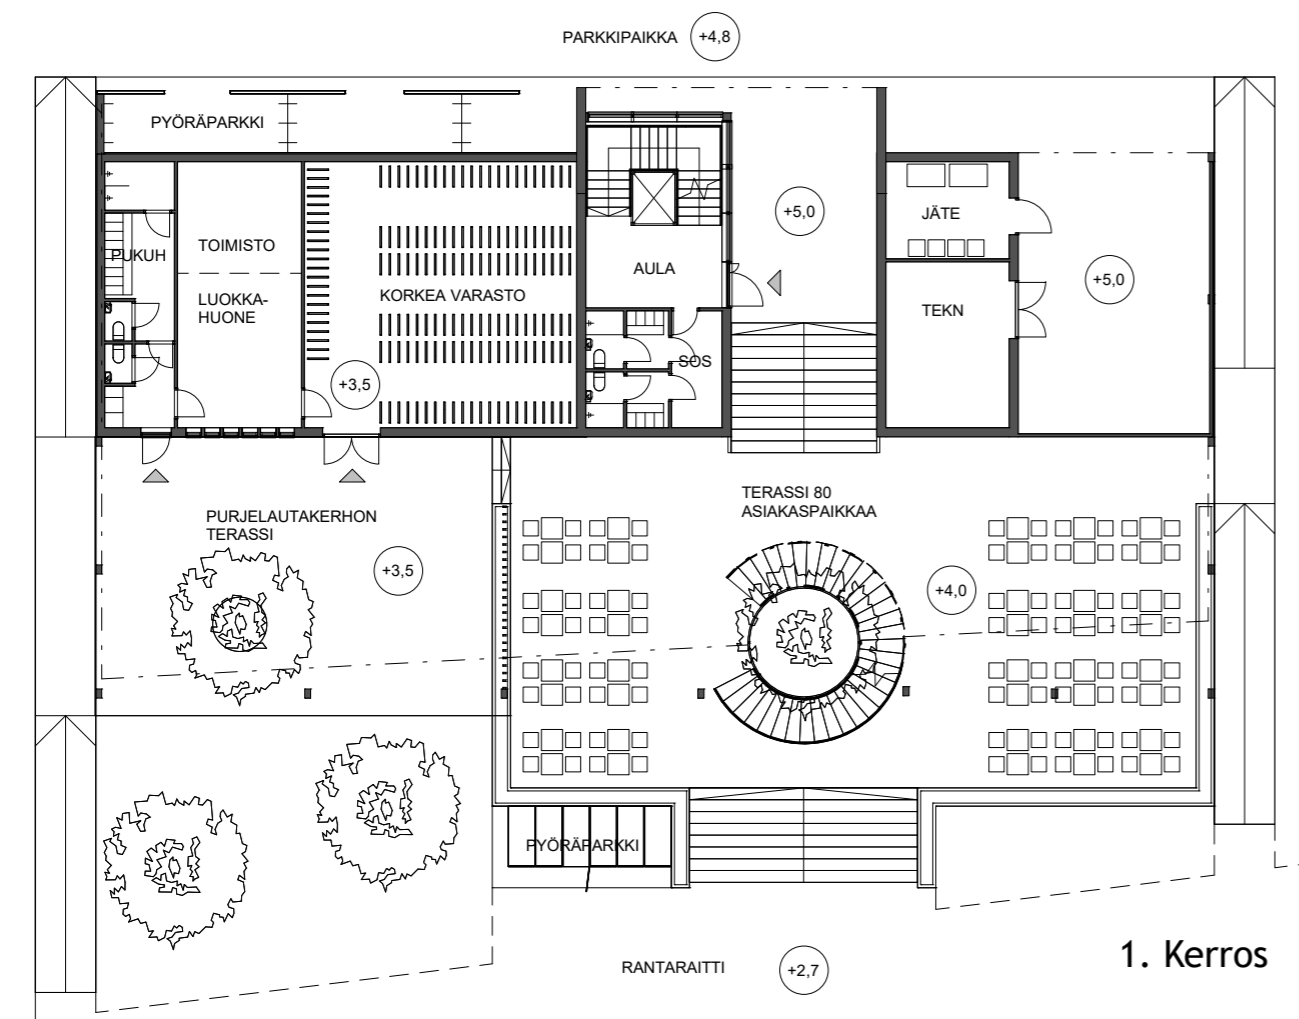 PARKKIPAIKKA
+4,8
PYÖRÄPARKKI
+5,0
JÄTE
PUKUH
TOIMISTO
AULA
+5,0
KORKEA VARASTO
LUOKKA-
HUONE
TEKN
SOS
+3,5
TERASSI 80
ASIAKASPAIKKAA
PURJELAUTAKERHON
TERASSI
+3,5
+4,0
PYÖRÄPARKKI
1. Kerros
RANTARAITTI
+2,7